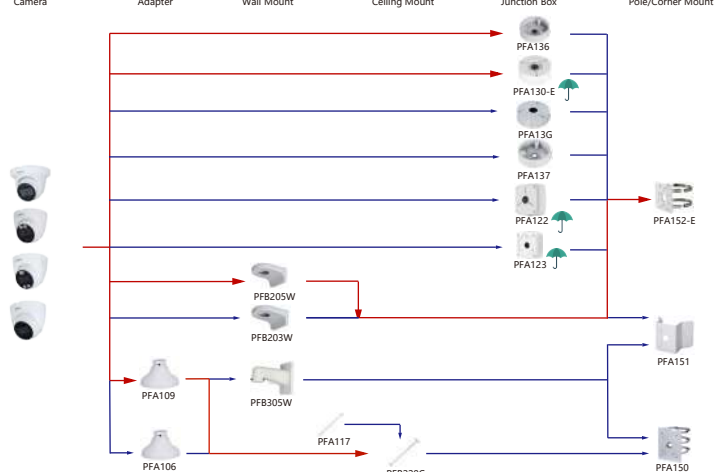 Camera Adapter Wall Mount Ceiling Mount Junction Box Pole/Corner Mount
PFA136
PFA130-E
PFA13G
PFA137
PFA122
PFA152-E
PFA123
PFB205W
PFB203W
PFA151
PFA109
PFB305W
PFA117
PFA106
PFA150